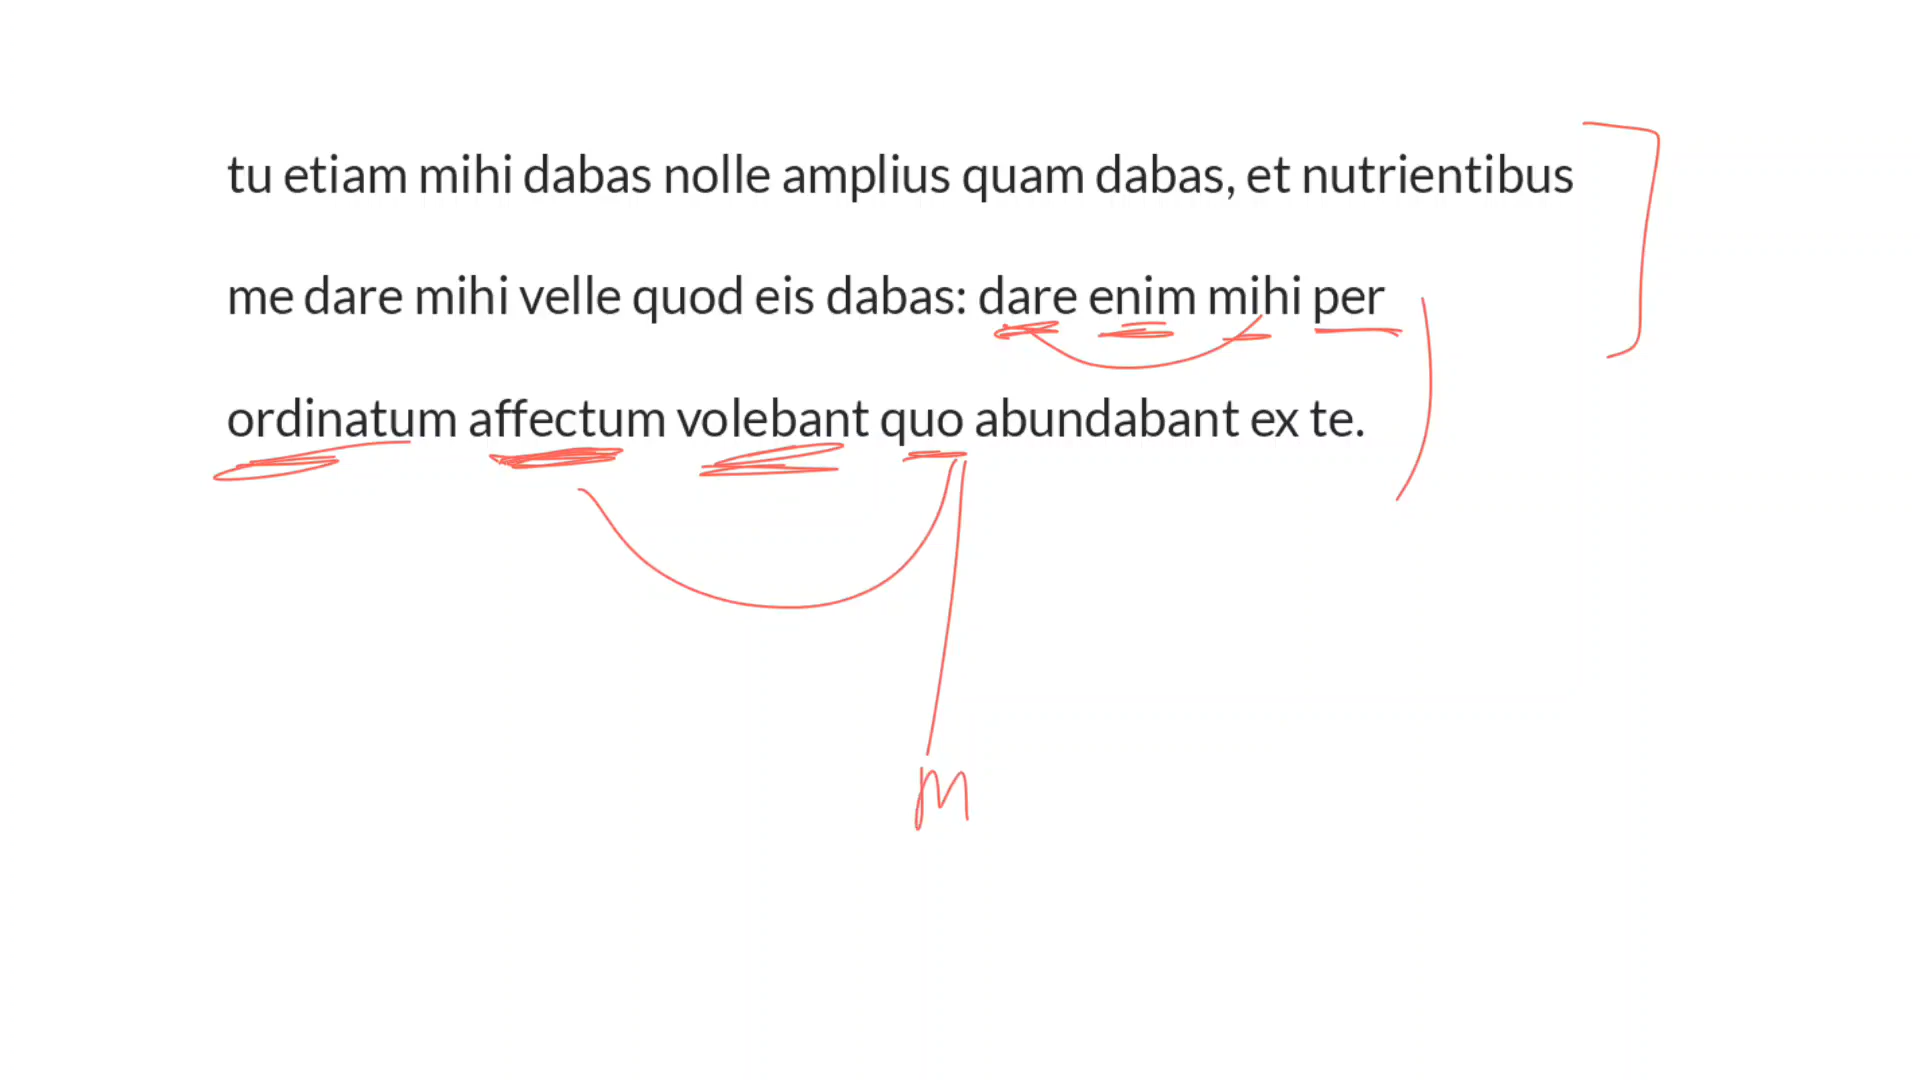 tu etiam mihi dabas nolle amplius quam dabas, et nutrientibus
me dare mihi velle quod eis dabas: dare enim mihi per
ordinatum affectum volebant quo abundabant ex te.
m